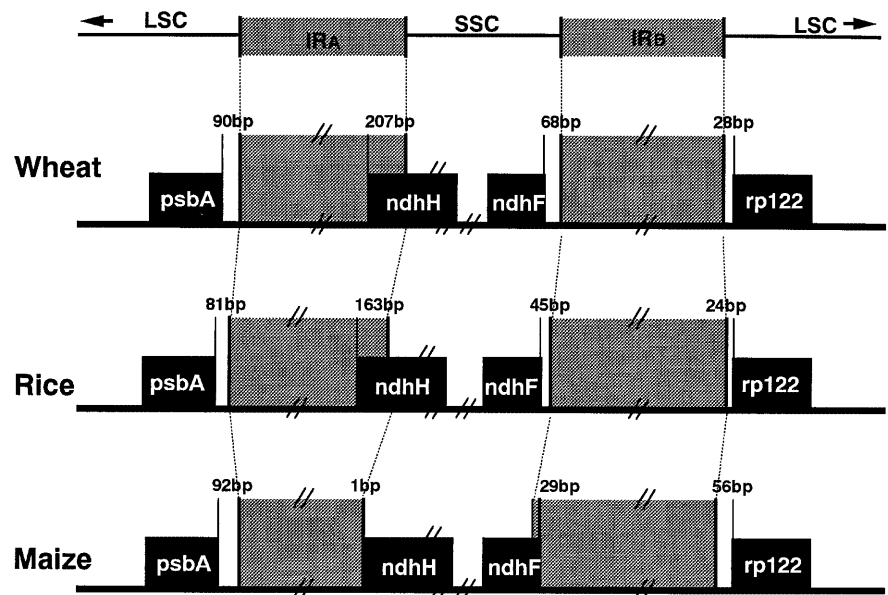 LSC IRA SSC IRB LSC
90bp 207bp 68bp 28bp
Wheat psbA ndhH ndhF rp122
81bp 163bp 45bp 24bp
Rice psbA ndhH ndhF rp122
92bp 1bp 29bp 56bp
Maize psbA ndhH ndhF rp122